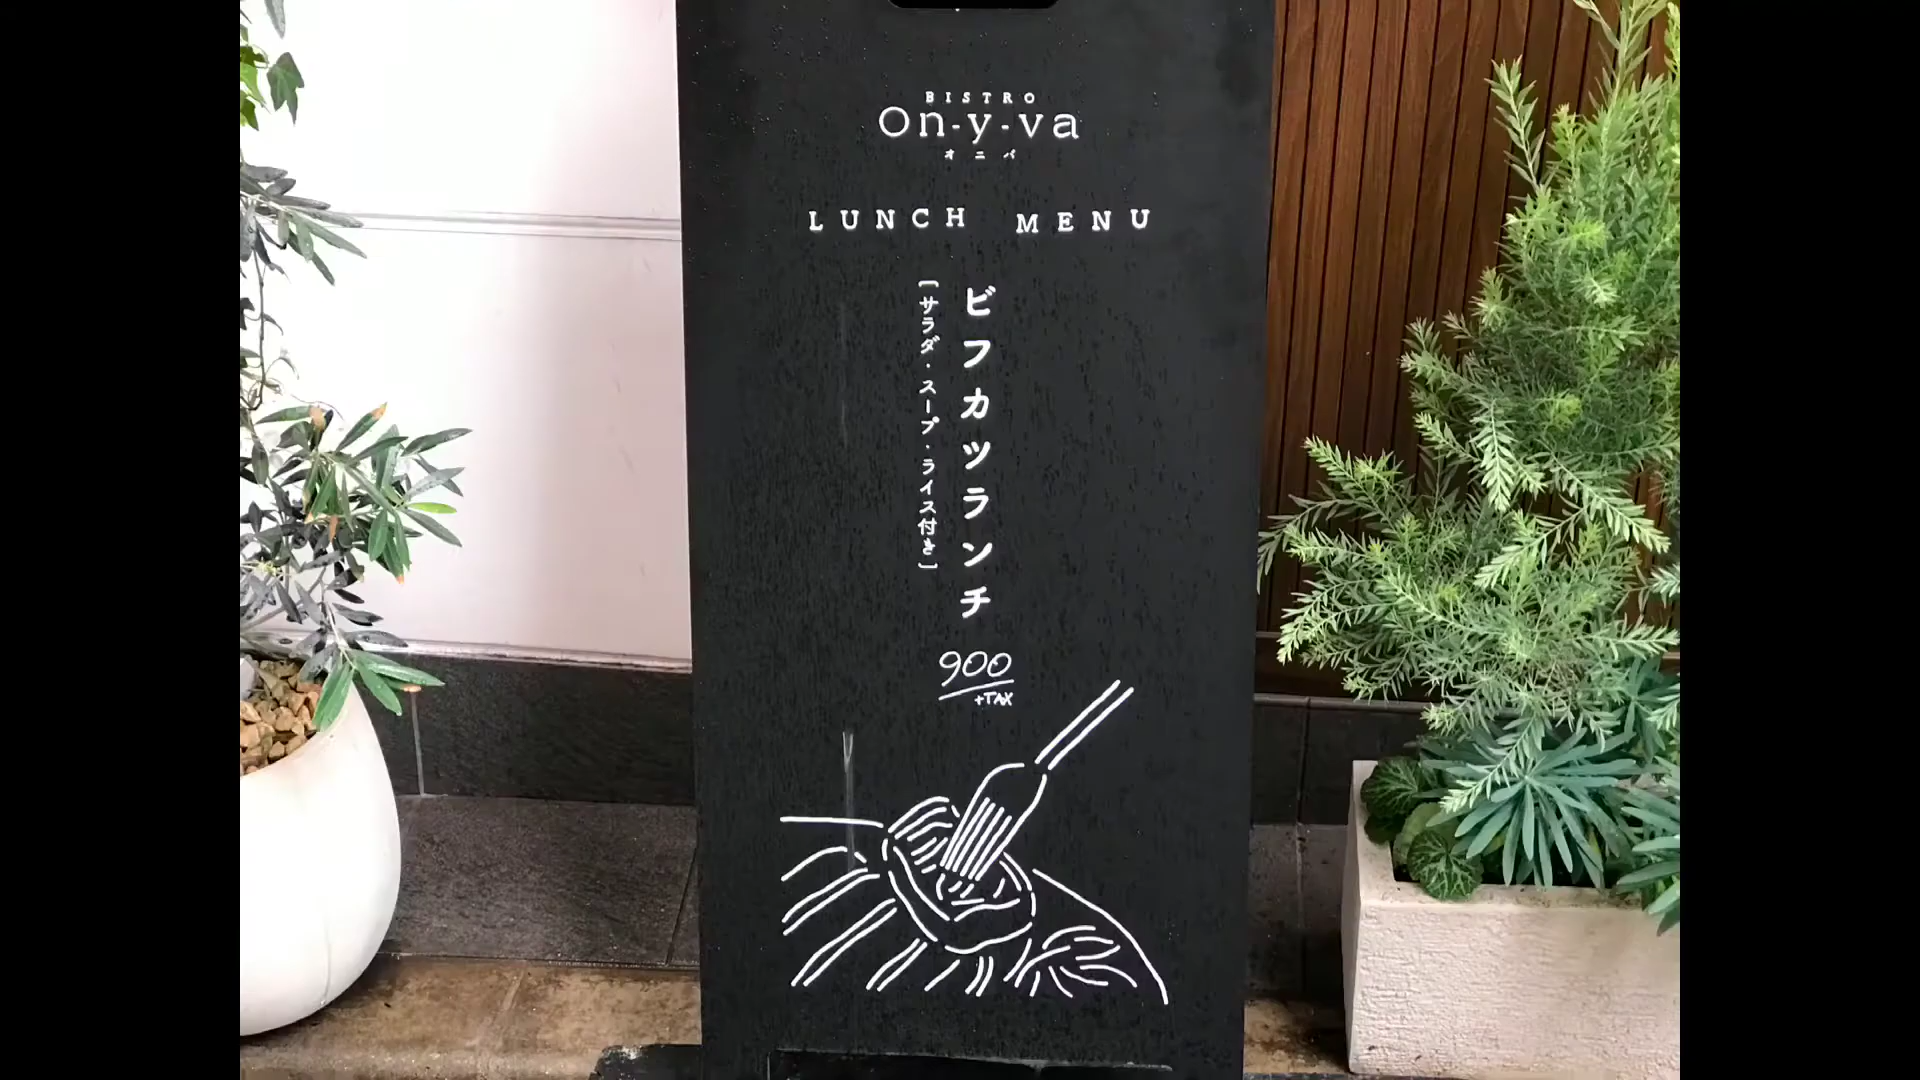 BISTRO
on-y-va
オニバ
LUNCH MENU
ビフカツランチ
[サラダ・スープ・ライス付き]
900
+TAX